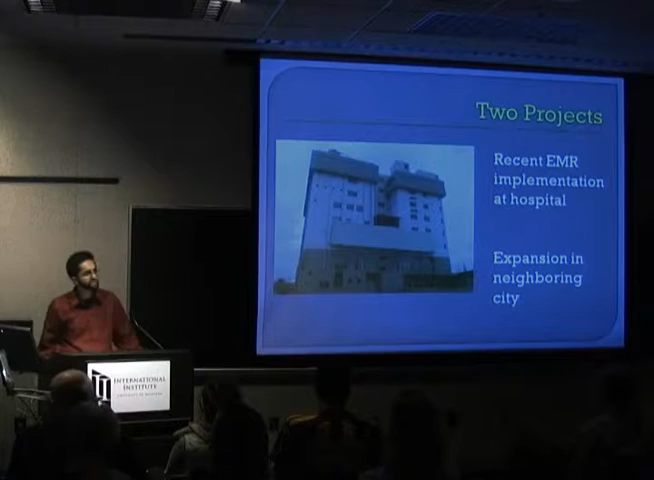 Two Projects
Recent EMR
implementation
at hospital
Expansion in
neighboring
city
INTERNATIONAL
INSTITUTE